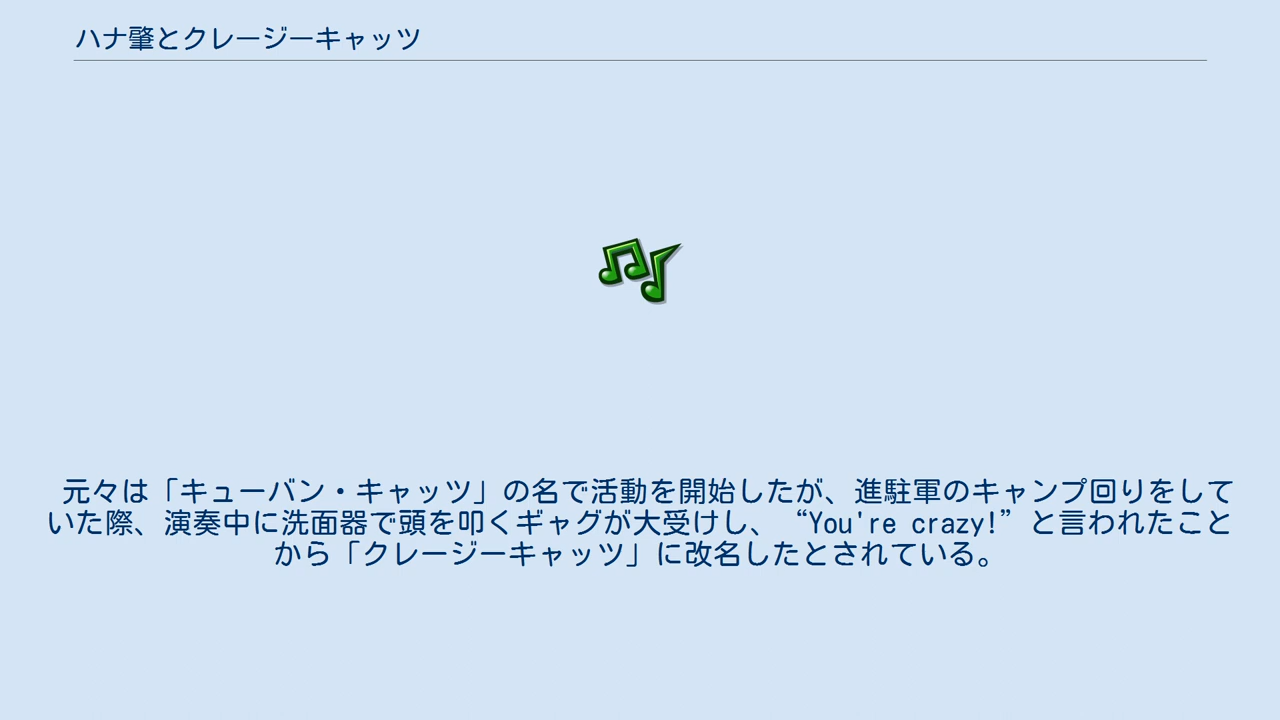 ハナ肇とクレージーキャッツ
元々は「キューバン・キャッツ」の名で活動を開始したが、進駐軍のキャンプ回りをして
いた際、演奏中に洗面器で頭を叩くギャグが大受けし、“You're crazy!”と言われたこと
から「クレージーキャッツ」に改名したとされている。